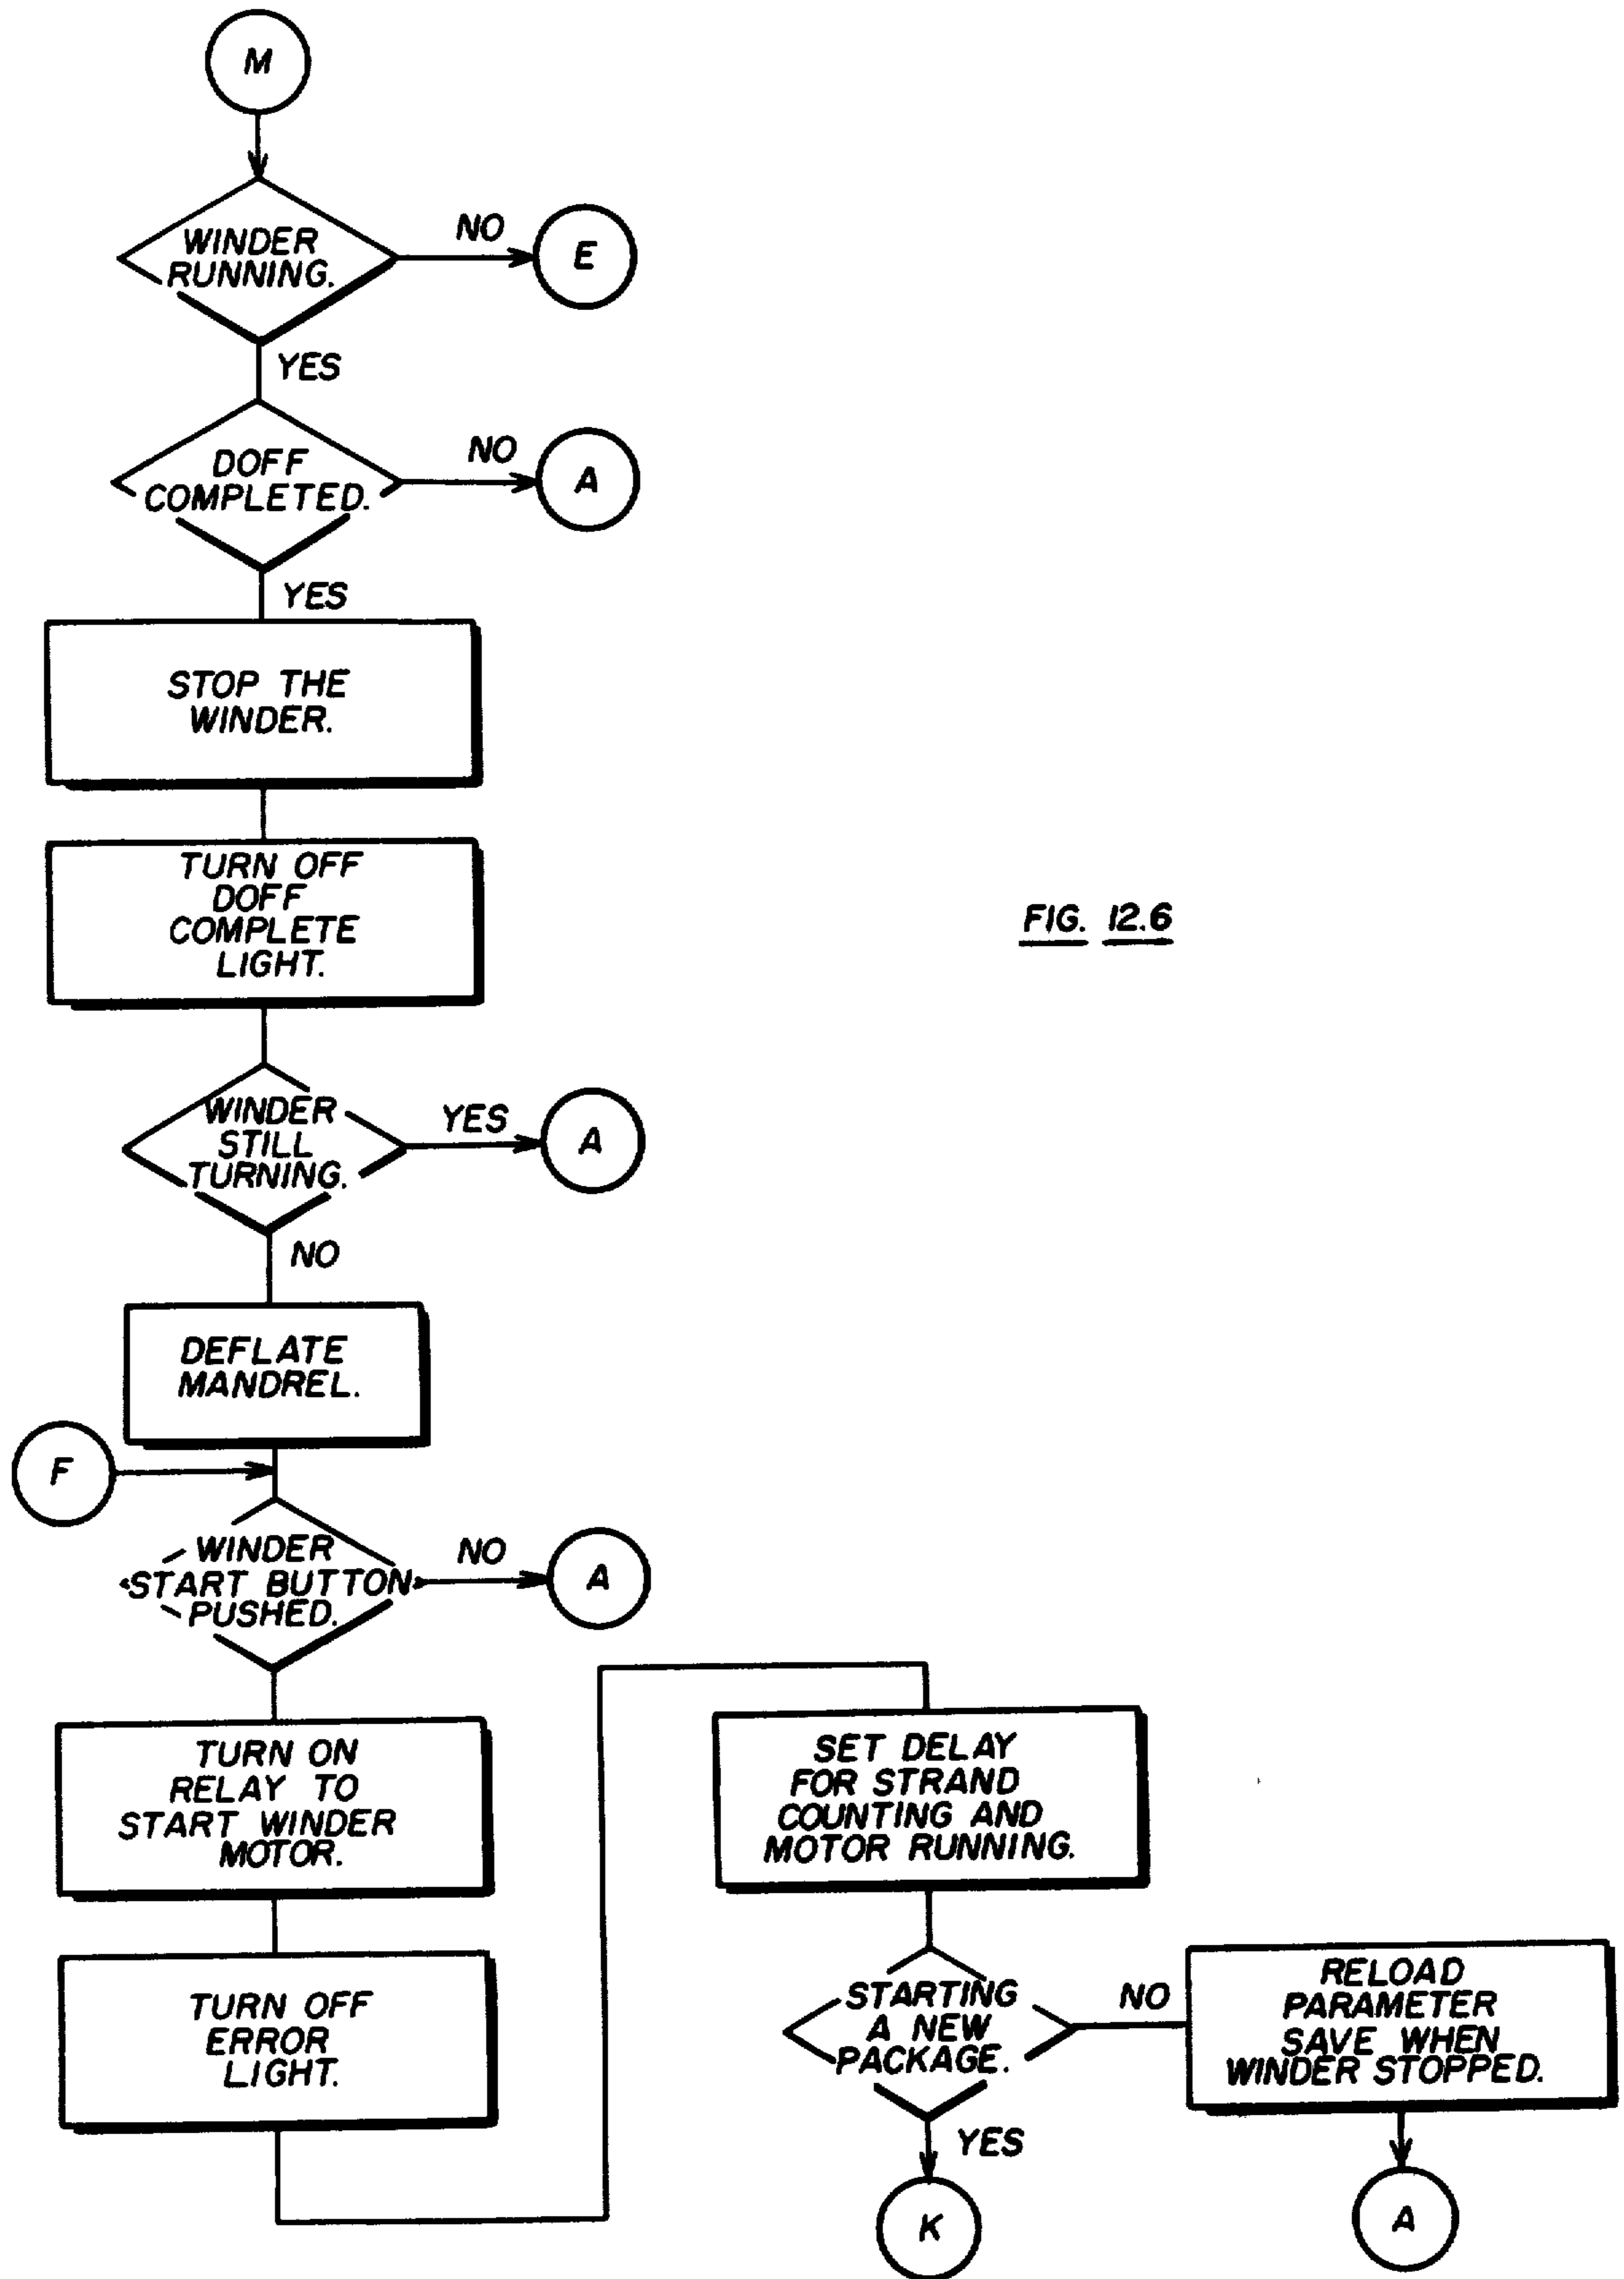 M
WINDER
RUNNING.
NO
E
YES
DOFF
COMPLETED.
NO
A
YES
STOP THE
WINDER.
TURN OFF
DOFF
COMPLETE
LIGHT.
FIG. 12.6
WINDER
STILL
TURNING.
YES
A
NO
DEFLATE
MANDREL.
F
WINDER
START BUTTON
PUSHED.
NO
A
TURN ON
RELAY TO
START WINDER
MOTOR.
TURN OFF
ERROR
LIGHT.
SET DELAY
FOR STRAND
COUNTING AND
MOTOR RUNNING.
STARTING
A NEW
PACKAGE.
NO
RELOAD
PARAMETER
SAVE WHEN
WINDER STOPPED.
YES
K
A